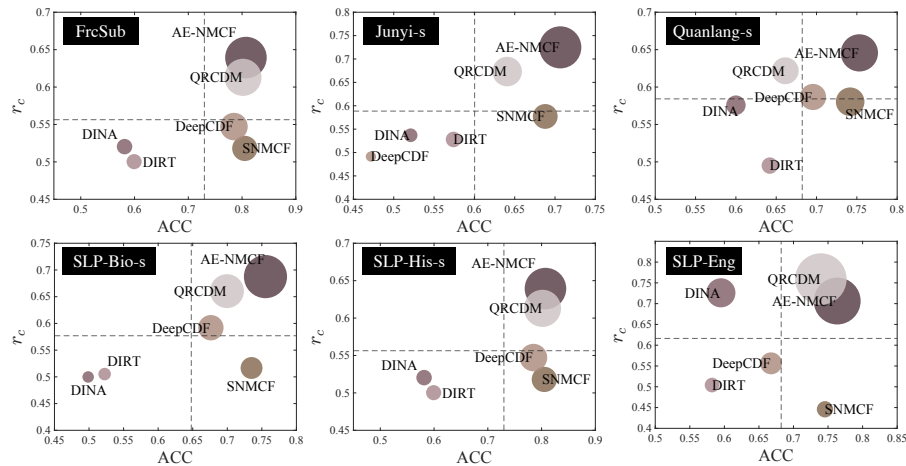 FrcSub
AE-NMCF
QRCDM
DeepCDF
DINA
DIRT
SNMCF
0.7
0.65
0.6
0.55
0.5
0.45
0.5 0.6 0.7 0.8 0.9
r_c
ACC
Junyi-s
AE-NMCF
QRCDM
SNMCF
DINA
DIRT
DeepCDF
0.8
0.75
0.7
0.65
0.6
0.55
0.5
0.45
0.4
0.5 0.55 0.6 0.65 0.7 0.75
r_c
ACC
Quanlang-s
AE-NMCF
QRCDM
DeepCDF
DINA
SNMCF
DIRT
0.7
0.65
0.6
0.55
0.5
0.45
0.55 0.6 0.65 0.7 0.75 0.8
r_c
ACC
SLP-Bio-s
AE-NMCF
QRCDM
DeepCDF
DIRT
DINA
SNMCF
0.75
0.7
0.65
0.6
0.55
0.5
0.45
0.4
0.5 0.6 0.7 0.8
r_c
ACC
SLP-His-s
AE-NMCF
QRCDM
DeepCDF
DINA
SNMCF
DIRT
0.7
0.65
0.6
0.55
0.5
0.45
0.5 0.6 0.7 0.8 0.9
r_c
ACC
SLP-Eng
QRCDM
DINA
AE-NMCF
DeepCDF
DIRT
SNMCF
0.8
0.75
0.7
0.65
0.6
0.55
0.5
0.45
0.4
0.5 0.55 0.6 0.65 0.7 0.75 0.8 0.85
r_c
ACC